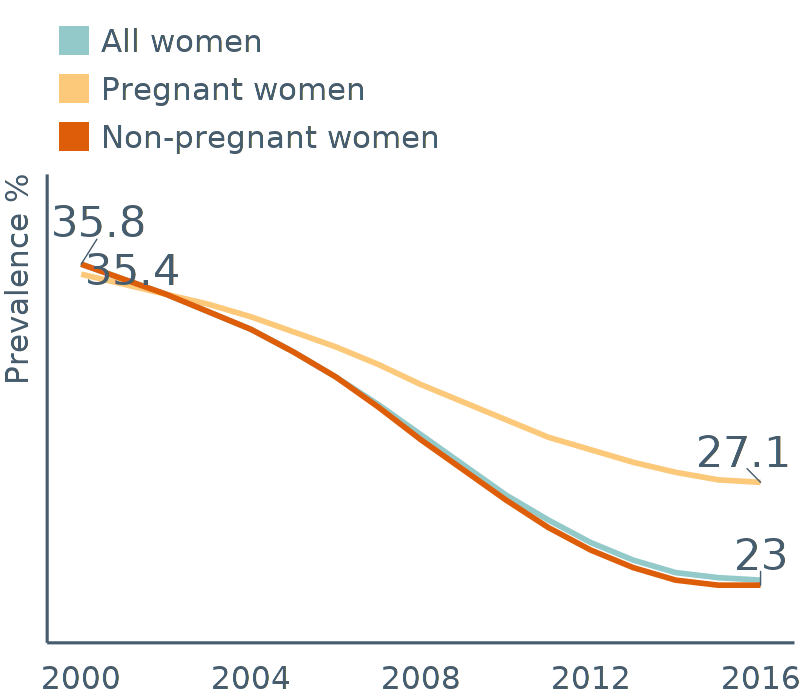 All women
Pregnant women
Non-pregnant women
Prevalence %
35.8
35.4
27.1
23
2000 2004 2008 2012 2016